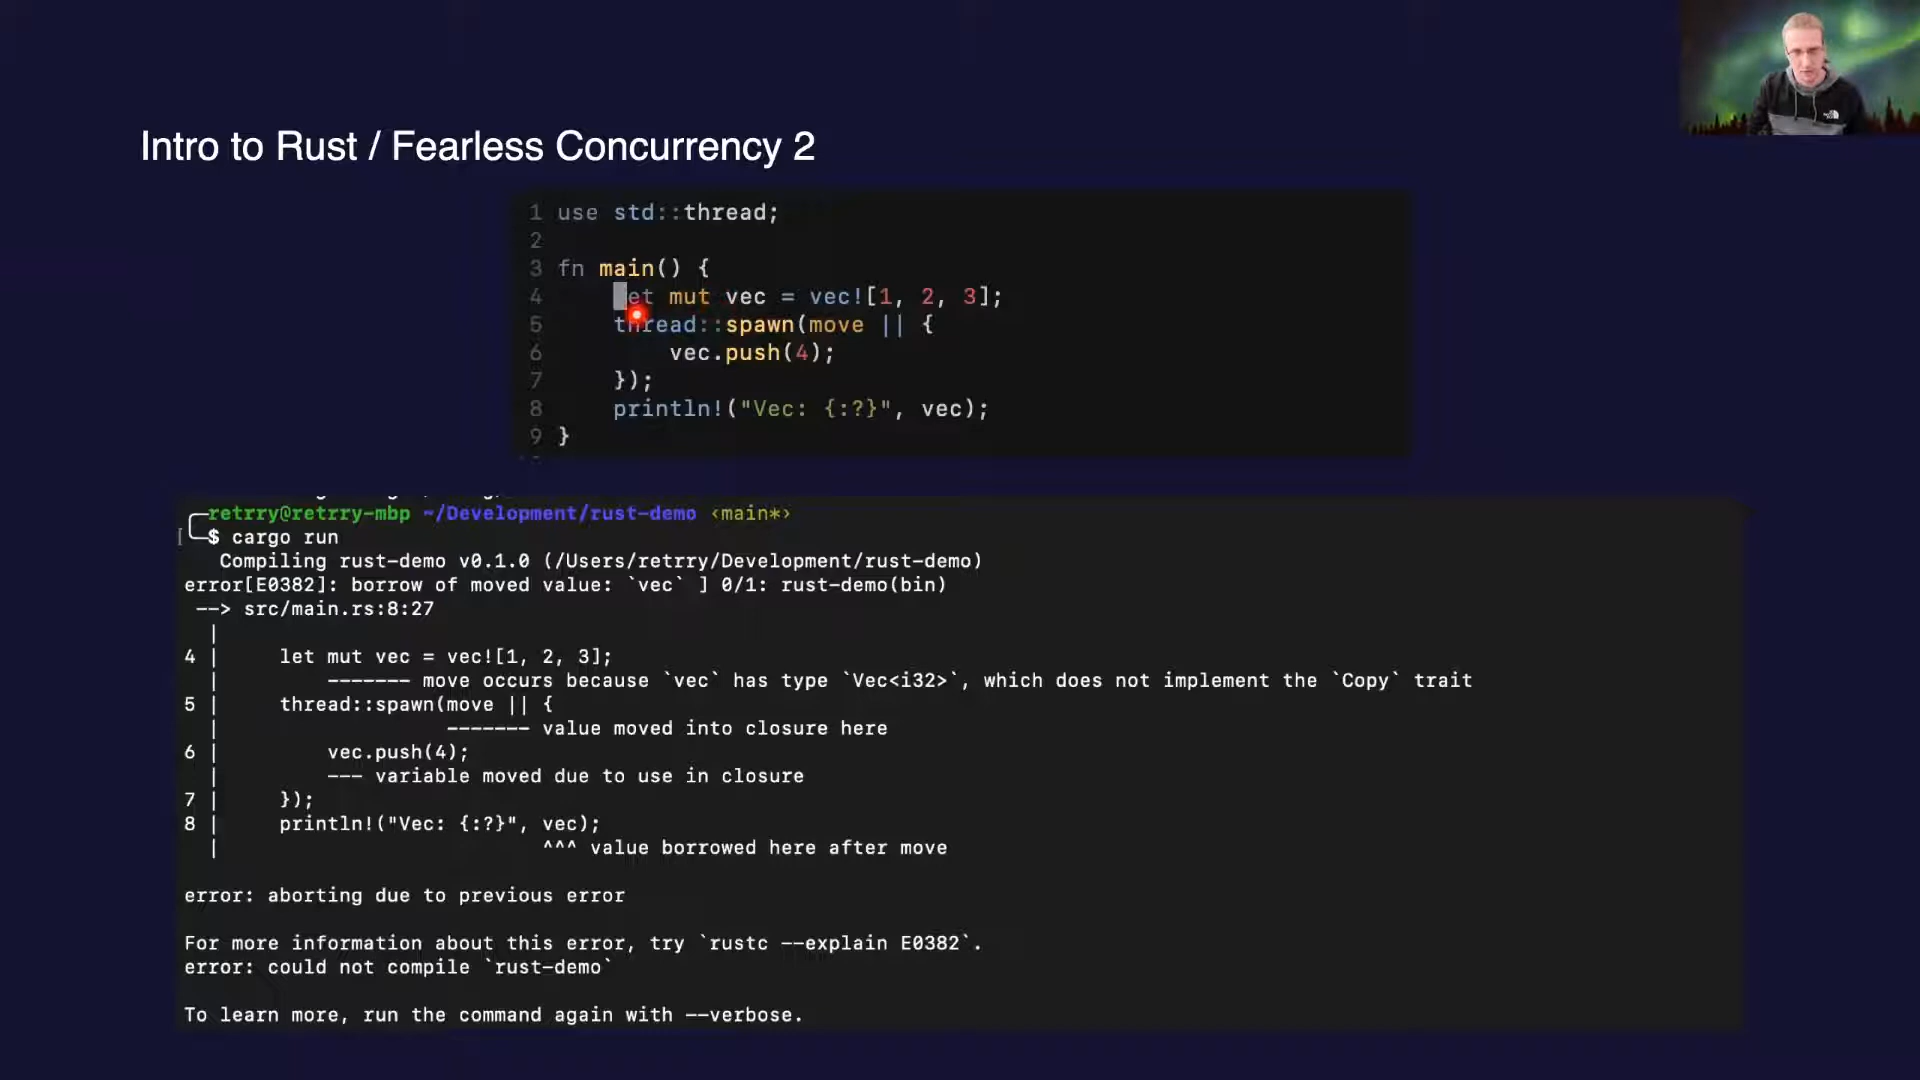 Intro to Rust / Fearless Concurrency 2
1 use std::thread;
2
3 fn main() {
4     let mut vec = vec![1, 2, 3];
5     thread::spawn(move || {
6         vec.push(4);
7     });
8     println!("Vec: {:?}", vec);
9 }
retrry@retrry-mbp ~/Development/rust-demo ‹main*›
$ cargo run
   Compiling rust-demo v0.1.0 (/Users/retrry/Development/rust-demo)
error[E0382]: borrow of moved value: `vec` ] 0/1: rust-demo(bin)
 --> src/main.rs:8:27
  |
4 |     let mut vec = vec![1, 2, 3];
  |         ------- move occurs because `vec` has type `Vec<i32>`, which does not implement the `Copy` trait
5 |     thread::spawn(move || {
  |                   ------- value moved into closure here
6 |         vec.push(4);
  |         --- variable moved due to use in closure
7 |     });
8 |     println!("Vec: {:?}", vec);
  |                           ^^^ value borrowed here after move
error: aborting due to previous error
For more information about this error, try `rustc --explain E0382`.
error: could not compile `rust-demo`
To learn more, run the command again with --verbose.